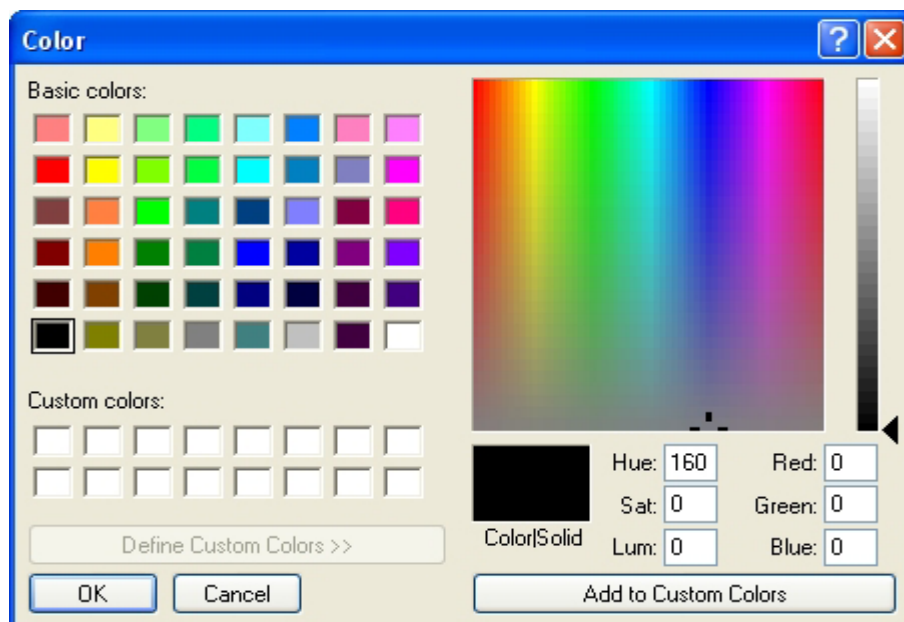 Color
Basic colors:
Custom colors:
Define Custom Colors >>
OK Cancel
Color|Solid
Hue: 160 Red: 0
Sat: 0 Green: 0
Lum: 0 Blue: 0
Add to Custom Colors